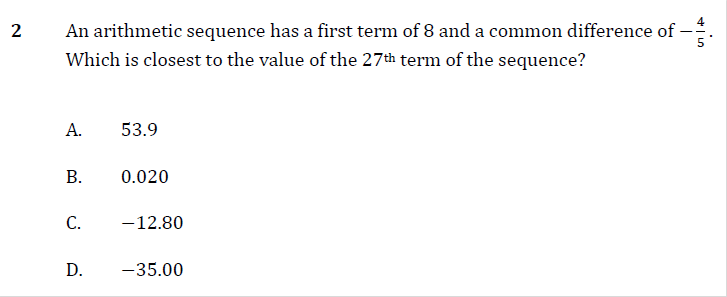 2 An arithmetic sequence has a first term of 8 and a common difference of −4/5.
Which is closest to the value of the 27th term of the sequence?
A. 53.9
B. 0.020
C. −12.80
D. −35.00